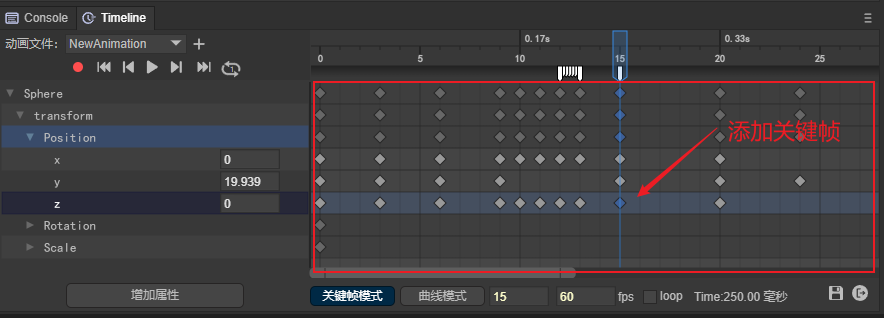 Console Timeline
动画文件： NewAnimation
0.17s 0.33s
0 5 10 15 20 25
Sphere
transform
Position
x 0
y 19.939
z 0
Rotation
Scale
添加关键帧
增加属性 关键帧模式 曲线模式 15 60 fps loop Time:250.00 毫秒